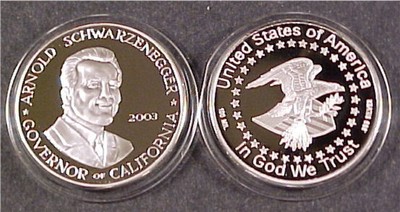 ARNOLD SCHWARZENEGGER
2003
GOVERNOR OF CALIFORNIA
United States of America
In God We Trust